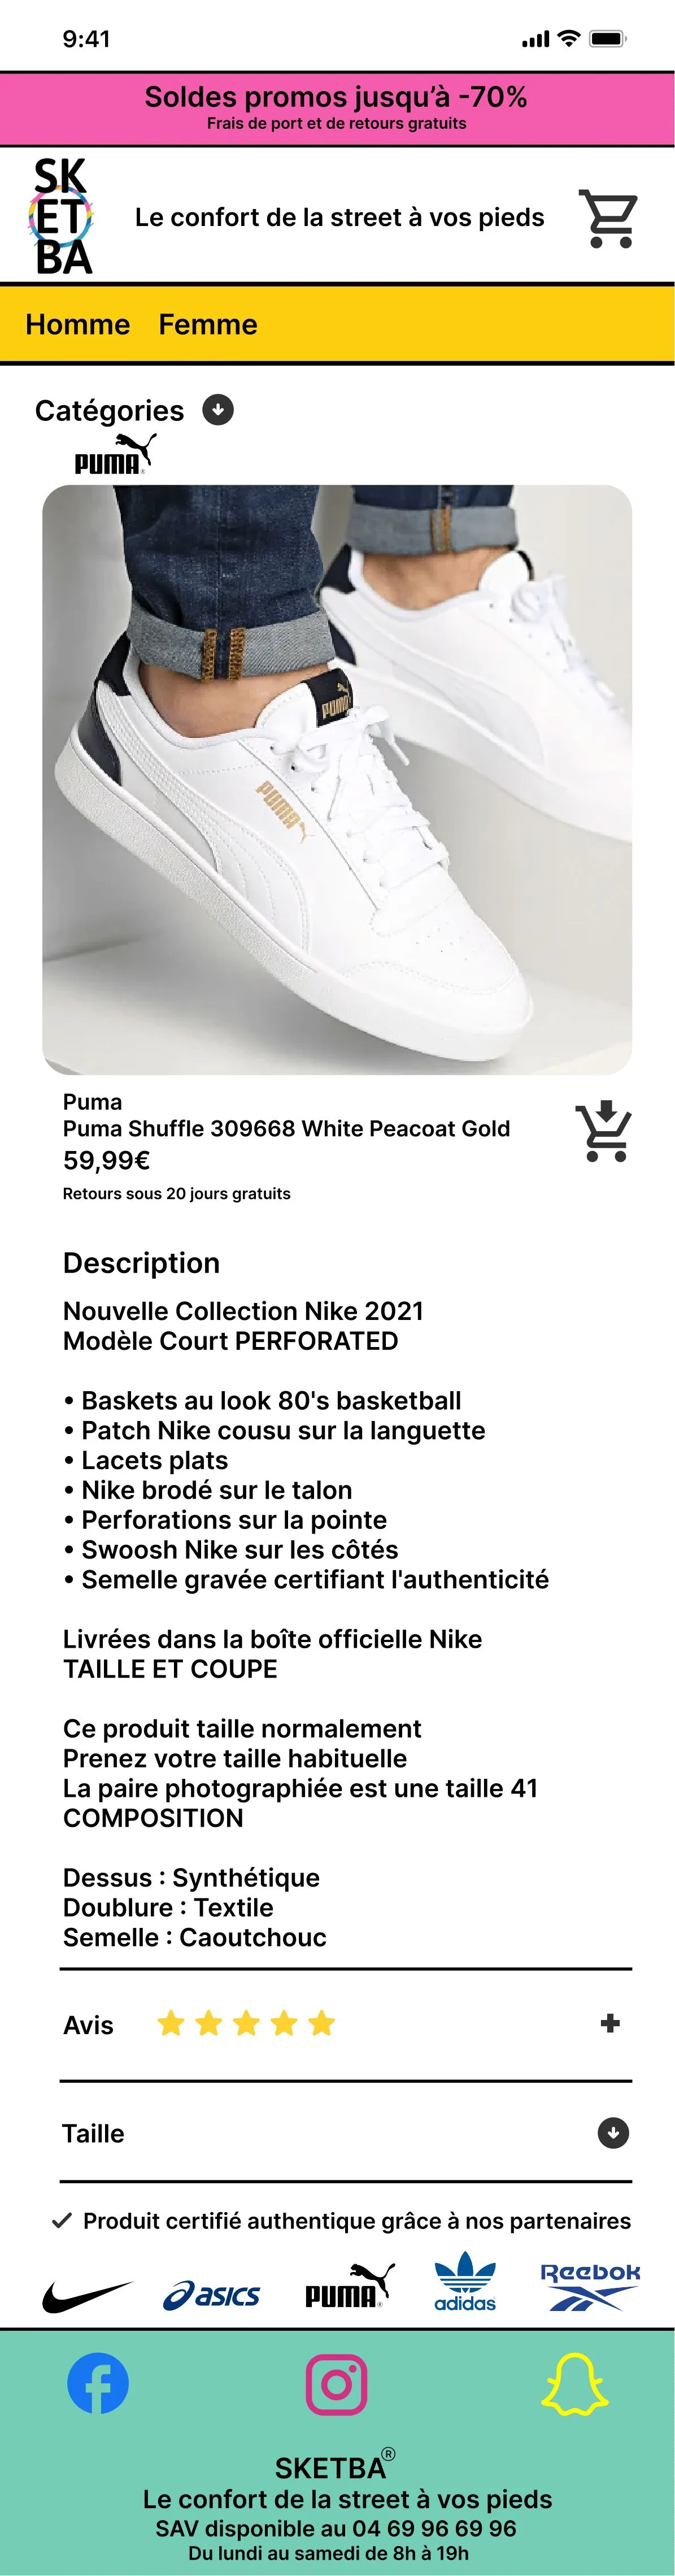 9:41
Soldes promos jusqu'à -70%
Frais de port et de retours gratuits
SK
ET
BA
Le confort de la street à vos pieds
Homme Femme
Catégories
PUMA®
PUMA
PUMA
Puma
Puma Shuffle 309668 White Peacoat Gold
59,99€
Retours sous 20 jours gratuits
Description
Nouvelle Collection Nike 2021
Modèle Court PERFORATED
• Baskets au look 80's basketball
• Patch Nike cousu sur la languette
• Lacets plats
• Nike brodé sur le talon
• Perforations sur la pointe
• Swoosh Nike sur les côtés
• Semelle gravée certifiant l'authenticité
Livrées dans la boîte officielle Nike
TAILLE ET COUPE
Ce produit taille normalement
Prenez votre taille habituelle
La paire photographiée est une taille 41
COMPOSITION
Dessus : Synthétique
Doublure : Textile
Semelle : Caoutchouc
Avis
Taille
Produit certifié authentique grâce à nos partenaires
asics PUMA® adidas Reebok
SKETBA®
Le confort de la street à vos pieds
SAV disponible au 04 69 96 69 96
Du lundi au samedi de 8h à 19h